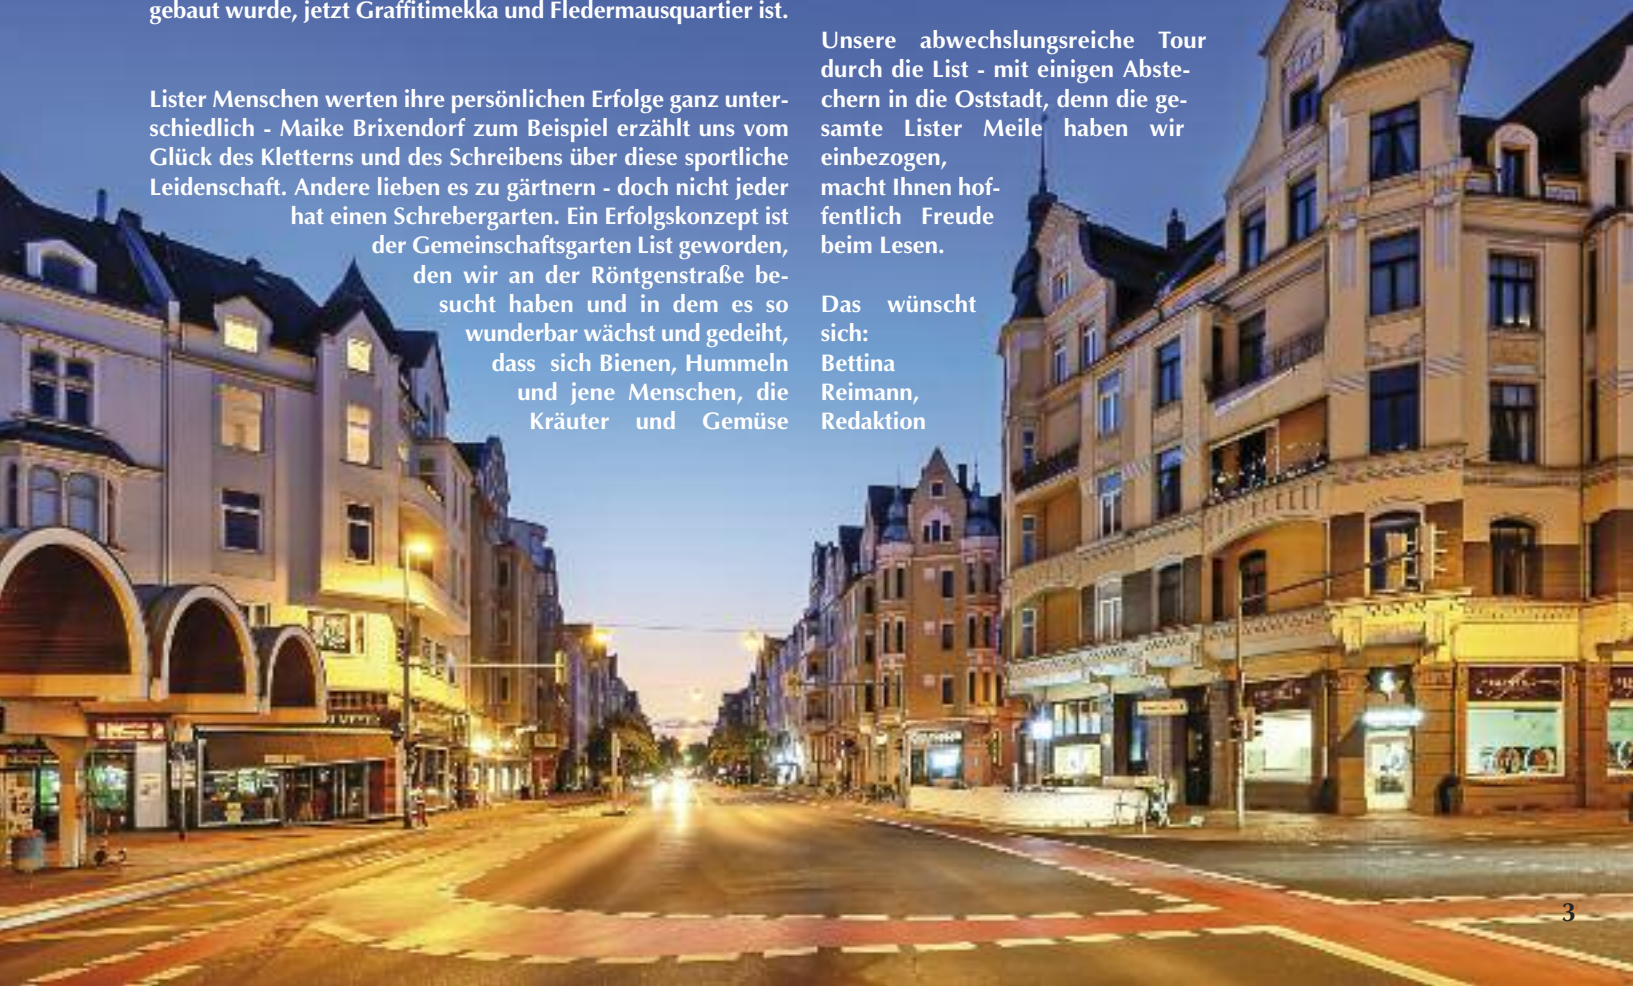 gebaut wurde, jetzt Graffitimekka und Fledermausquartier ist.
Lister Menschen werten ihre persönlichen Erfolge ganz unter-
schiedlich - Maike Brixendorf zum Beispiel erzählt uns vom
Glück des Kletterns und des Schreibens über diese sportliche
Leidenschaft. Andere lieben es zu gärtnern - doch nicht jeder
hat einen Schrebergarten. Ein Erfolgskonzept ist
der Gemeinschaftsgarten List geworden,
den wir an der Röntgenstraße be-
sucht haben und in dem es so
wunderbar wächst und gedeiht,
dass sich Bienen, Hummeln
und jene Menschen, die
Kräuter und Gemüse
Unsere abwechslungsreiche Tour
durch die List - mit einigen Abste-
chern in die Oststadt, denn die ge-
samte Lister Meile haben wir
einbezogen,
macht Ihnen hof-
fentlich Freude
beim Lesen.
Das wünscht
sich:
Bettina
Reimann,
Redaktion
3